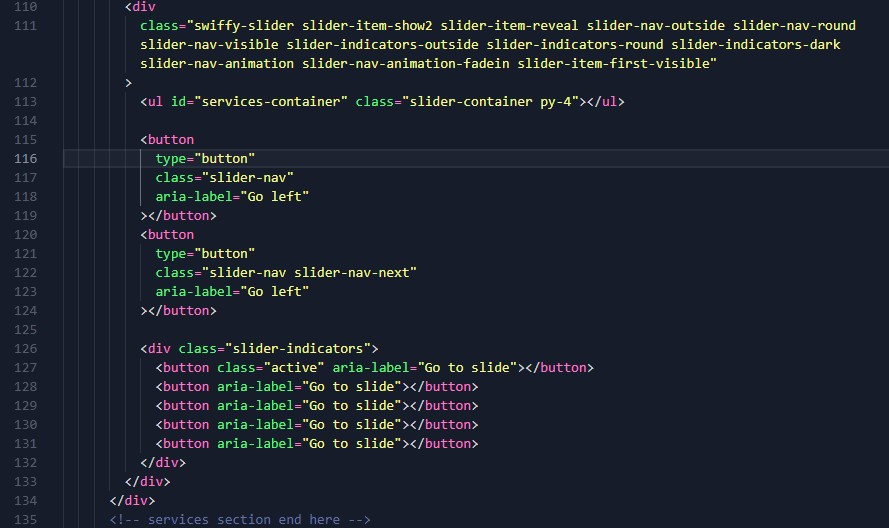 110 <div
111 class="swiffy-slider slider-item-show2 slider-item-reveal slider-nav-outside slider-nav-round
slider-nav-visible slider-indicators-outside slider-indicators-round slider-indicators-dark
slider-nav-animation slider-nav-animation-fadein slider-item-first-visible"
112 >
113 <ul id="services-container" class="slider-container py-4"></ul>
114
115 <button
116 type="button"
117 class="slider-nav"
118 aria-label="Go left"
119 ></button>
120 <button
121 type="button"
122 class="slider-nav slider-nav-next"
123 aria-label="Go left"
124 ></button>
125
126 <div class="slider-indicators">
127 <button class="active" aria-label="Go to slide"></button>
128 <button aria-label="Go to slide"></button>
129 <button aria-label="Go to slide"></button>
130 <button aria-label="Go to slide"></button>
131 <button aria-label="Go to slide"></button>
132 </div>
133 </div>
134 </div>
135 <!-- services section end here -->